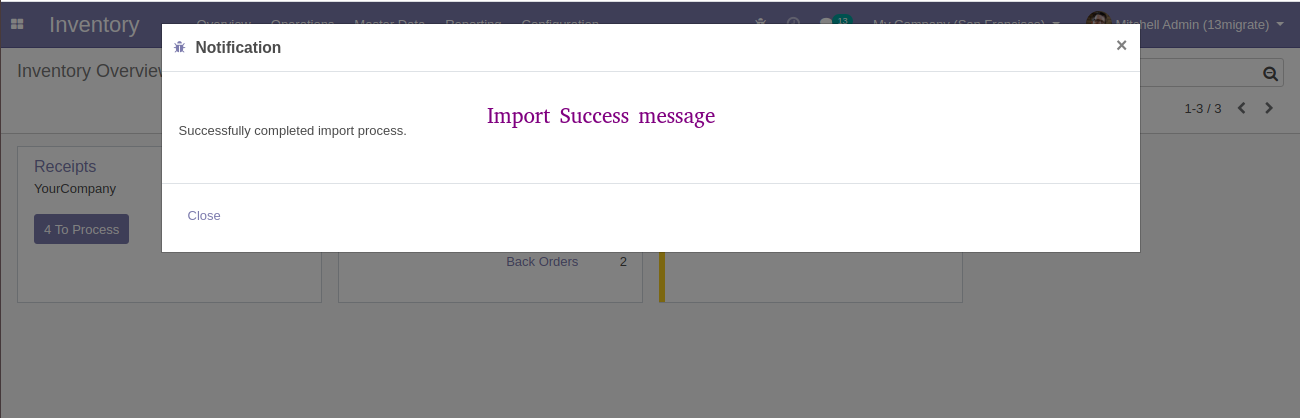 Inventory Overview Operations Master Data Reporting Configuration 13 My Company (San Francisco) Mitchell Admin (13migrate)
Notification ×
Inventory Overview
1-3 / 3
Import Success message
Successfully completed import process.
Receipts
YourCompany
Close
4 To Process
Back Orders 2